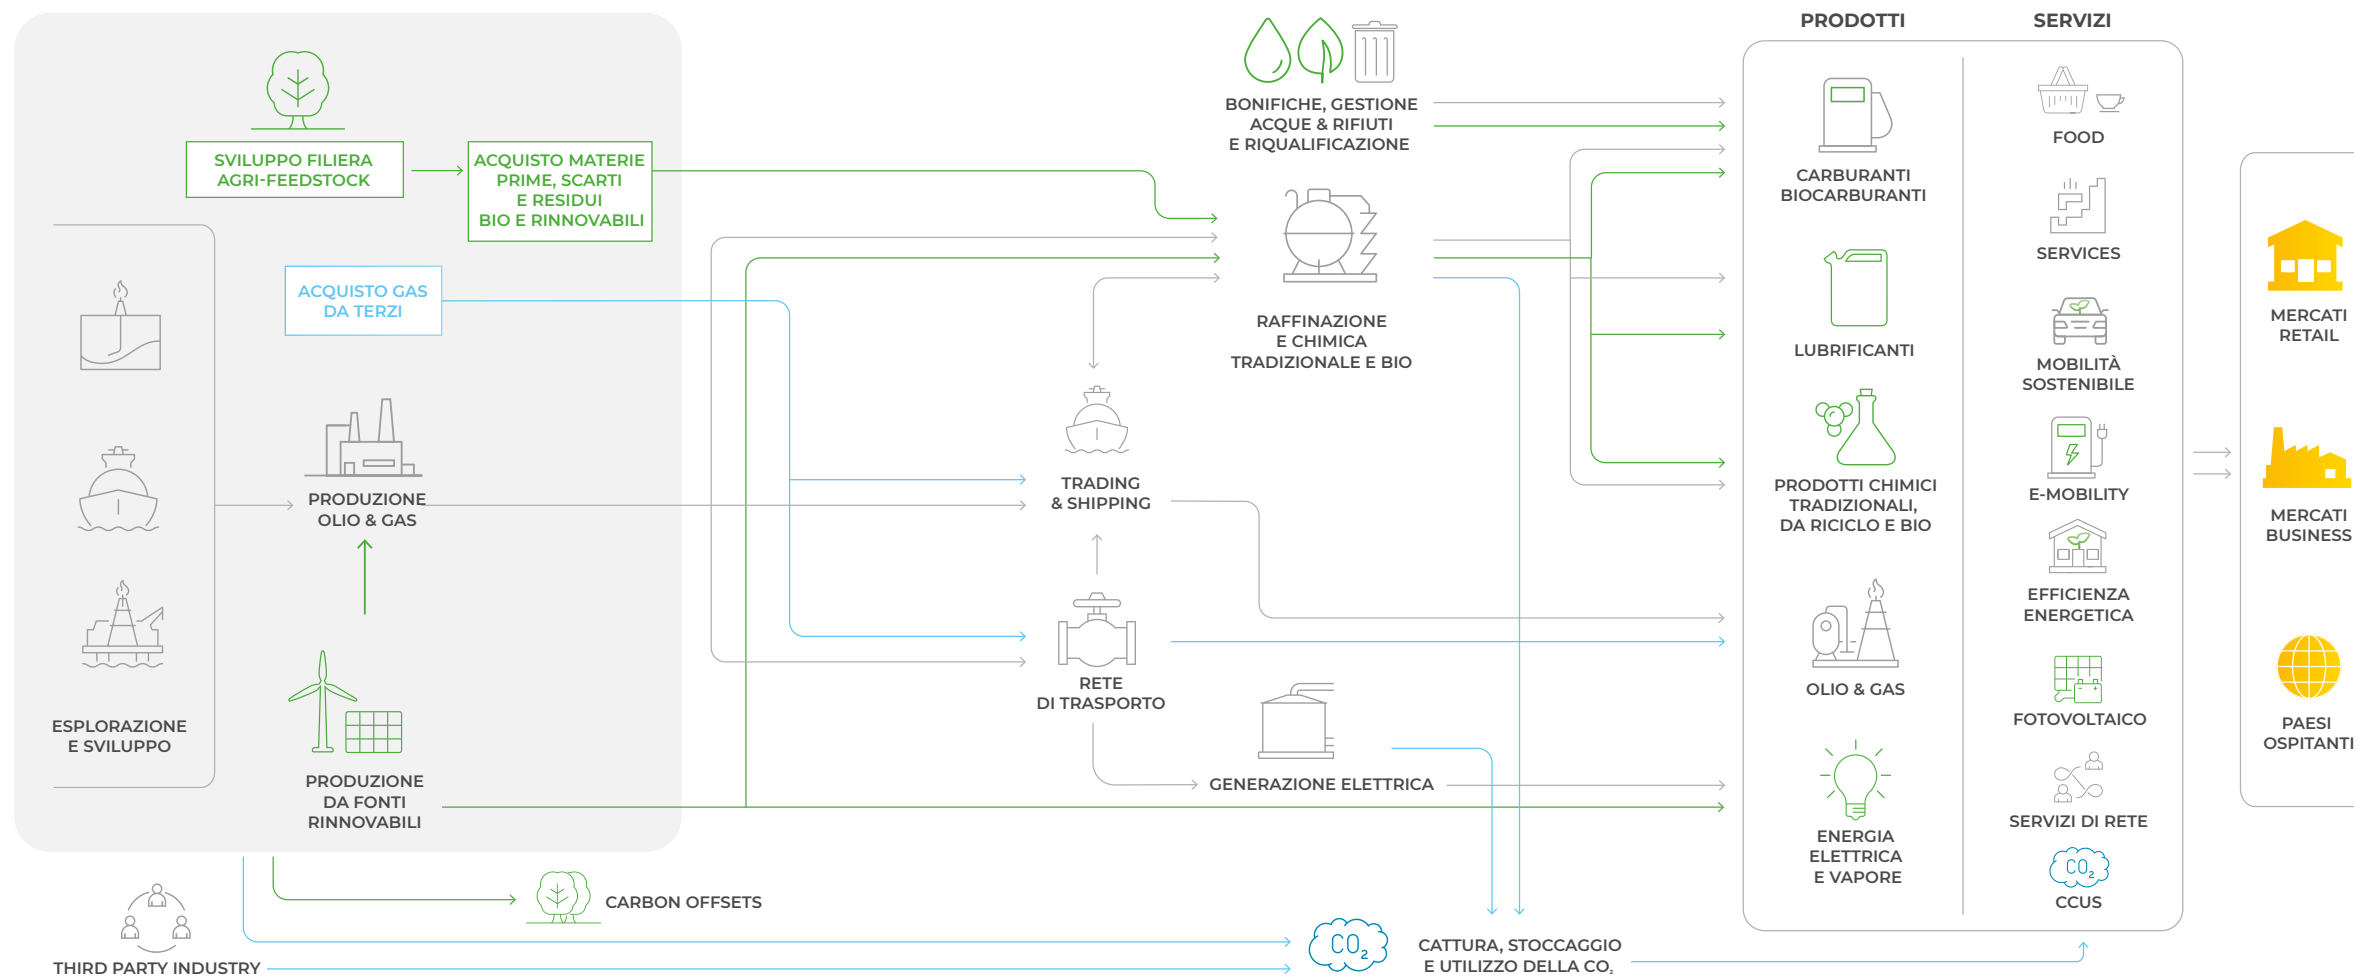 SVILUPPO FILIERA
AGRI-FEEDSTOCK
ACQUISTO MATERIE
PRIME, SCARTI
E RESIDUI
BIO E RINNOVABILI
ACQUISTO GAS
DA TERZI
PRODUZIONE
OLIO & GAS
ESPLORAZIONE
E SVILUPPO
PRODUZIONE
DA FONTI
RINNOVABILI
THIRD PARTY INDUSTRY
CARBON OFFSETS
BONIFICHE, GESTIONE
ACQUE & RIFIUTI
E RIQUALIFICAZIONE
RAFFINAZIONE
E CHIMICA
TRADIZIONALE E BIO
TRADING
& SHIPPING
RETE
DI TRASPORTO
GENERAZIONE ELETTRICA
CO₂
CATTURA, STOCCAGGIO
E UTILIZZO DELLA CO₂
PRODOTTI
CARBURANTI
BIOCARBURANTI
LUBRIFICANTI
PRODOTTI CHIMICI
TRADIZIONALI,
DA RICICLO E BIO
OLIO & GAS
ENERGIA
ELETTRICA
E VAPORE
SERVIZI
FOOD
SERVICES
MOBILITÀ
SOSTENIBILE
E-MOBILITY
EFFICIENZA
ENERGETICA
FOTOVOLTAICO
SERVIZI DI RETE
CO₂
CCUS
MERCATI
RETAIL
MERCATI
BUSINESS
PAESI
OSPITANTI